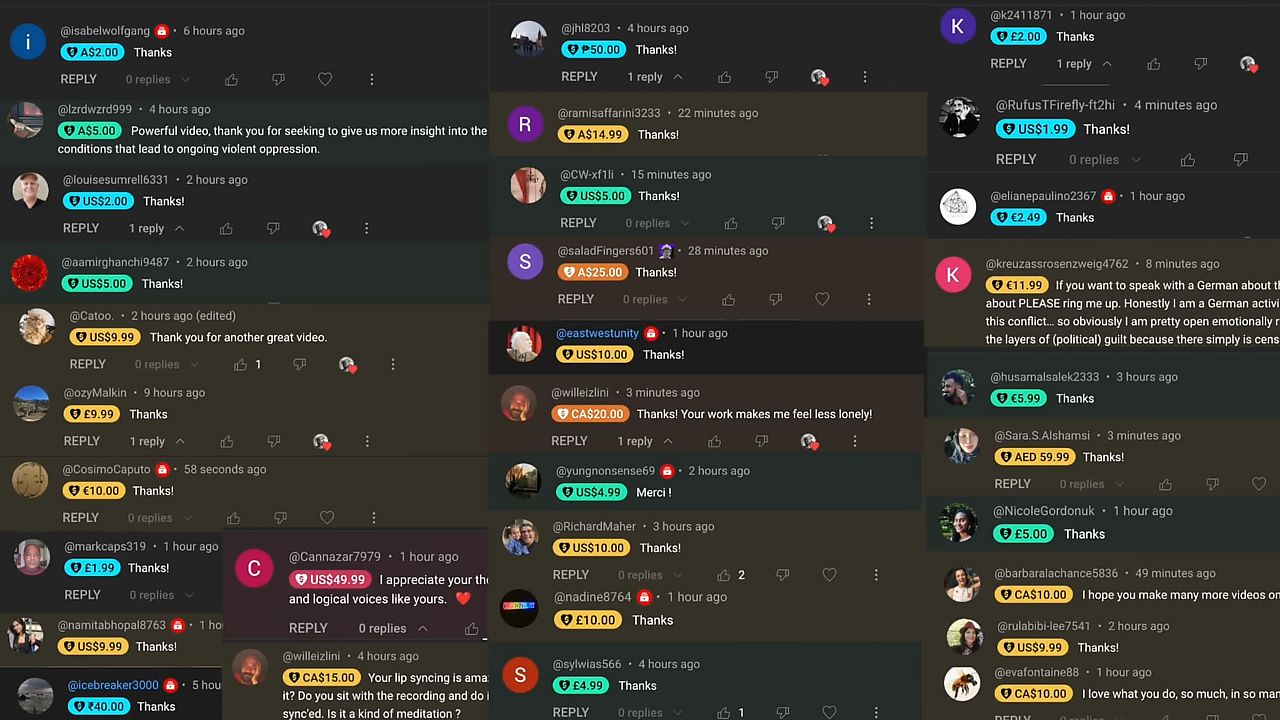 @isabelwolfgang • 6 hours ago
A$2.00 Thanks
REPLY 0 replies
@lzrdwzrd999 • 4 hours ago
A$5.00 Powerful video, thank you for seeking to give us more insight into the
conditions that lead to ongoing violent oppression.
@louisesumrell6331 • 2 hours ago
US$2.00 Thanks!
REPLY 1 reply
@aamirghanchi9487 • 2 hours ago
US$5.00 Thanks!
@Catoo. • 2 hours ago (edited)
US$9.99 Thank you for another great video.
REPLY 0 replies 1
@ozyMalkin • 9 hours ago
£9.99 Thanks
REPLY 1 reply
@CosimoCaputo • 58 seconds ago
€10.00 Thanks!
REPLY 0 replies
@markcaps319 • 1 hour ago
£1.99 Thanks!
REPLY 0 replies
@namitabhopal8763 • 1 ho
US$9.99 Thanks!
@icebreaker3000 • 5 hou
₹40.00 Thanks
C
@Cannazar7979 • 1 hour ago
US$49.99 I appreciate your the
and logical voices like yours. ❤️
REPLY 0 replies
@willeizlini • 4 hours ago
CA$15.00 Your lip syncing is ama
it? Do you sit with the recording and do i
sync'ed. Is it a kind of meditation ?
@jhl8203 • 4 hours ago
₱50.00 Thanks!
REPLY 1 reply
R
@ramisaffarini3233 • 22 minutes ago
A$14.99 Thanks!
@CW-xf1li • 15 minutes ago
US$5.00 Thanks!
REPLY 0 replies
S
@saladFingers601 • 28 minutes ago
A$25.00 Thanks!
REPLY 0 replies
@eastwestunity • 1 hour ago
US$10.00 Thanks!
@willeizlini • 3 minutes ago
CA$20.00 Thanks! Your work makes me feel less lonely!
REPLY 1 reply
@yungnonsense69 • 2 hours ago
US$4.99 Merci !
@RichardMaher • 3 hours ago
US$10.00 Thanks!
REPLY 0 replies 2
@nadine8764 • 1 hour ago
£10.00 Thanks
S
@sylwias566 • 4 hours ago
£4.99 Thanks
REPLY 0 replies 1
K
@k2411871 • 1 hour ago
£2.00 Thanks
REPLY 1 reply
@RufusTFirefly-ft2hi • 4 minutes ago
US$1.99 Thanks!
REPLY 0 replies
@elianepaulino2367 • 1 hour ago
€2.49 Thanks
K
@kreuzassrosenzweig4762 • 8 minutes ago
€11.99 If you want to speak with a German about th
about PLEASE ring me up. Honestly I am a German activi
this conflict... so obviously I am pretty open emotionally r
the layers of (political) guilt because there simply is cens
@husamalsalek2333 • 3 hours ago
€5.99 Thanks
@Sara.S.Alshamsi • 3 minutes ago
AED 59.99 Thanks!
REPLY 0 replies
@NicoleGordonuk • 1 hour ago
£5.00 Thanks
@barbaralachance5836 • 49 minutes ago
CA$10.00 I hope you make many more videos on
@rulabibi-lee7541 • 2 hours ago
US$9.99 Thanks!
@evafontaine88 • 1 hour ago
CA$10.00 I love what you do, so much, in so man